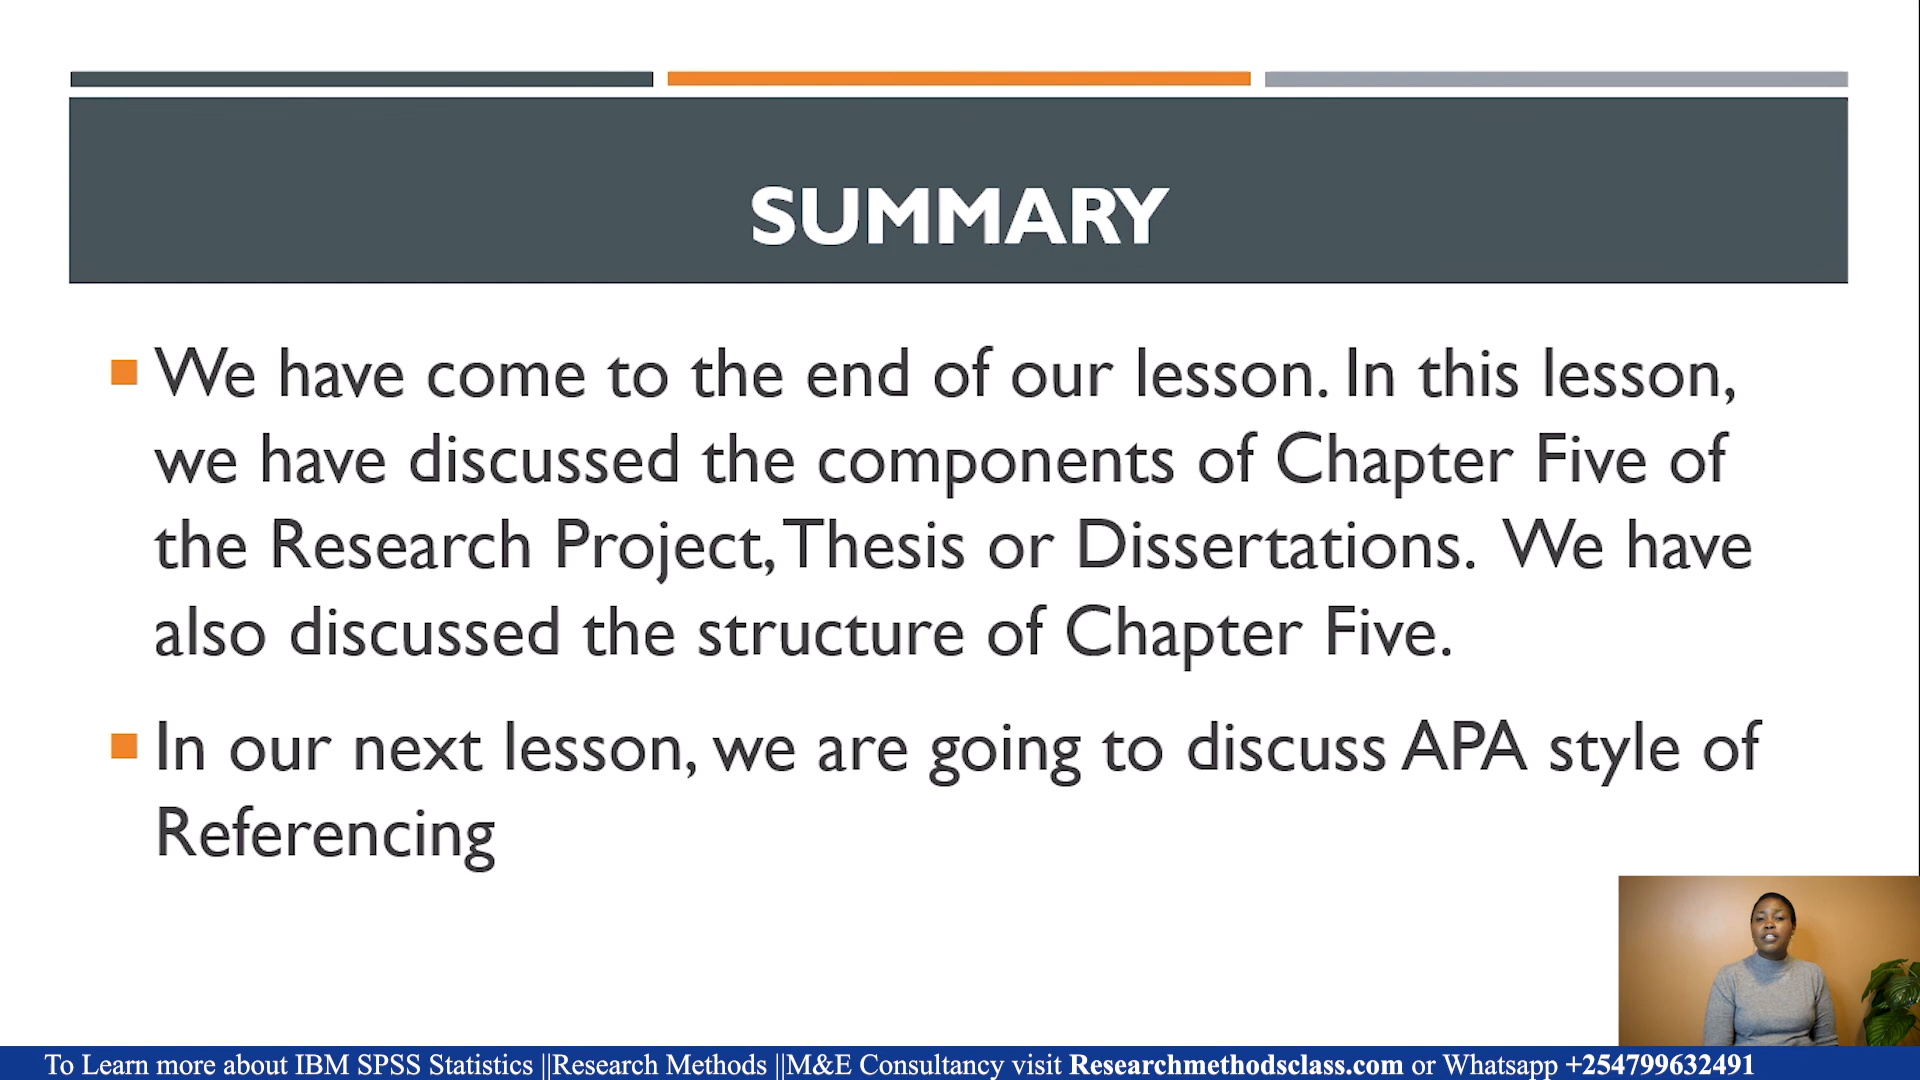 SUMMARY
We have come to the end of our lesson. In this lesson,
we have discussed the components of Chapter Five of
the Research Project, Thesis or Dissertations. We have
also discussed the structure of Chapter Five.
In our next lesson, we are going to discuss APA style of
Referencing
To Learn more about IBM SPSS Statistics ||Research Methods ||M&E Consultancy visit Researchmethodsclass.com or Whatsapp +254799632491